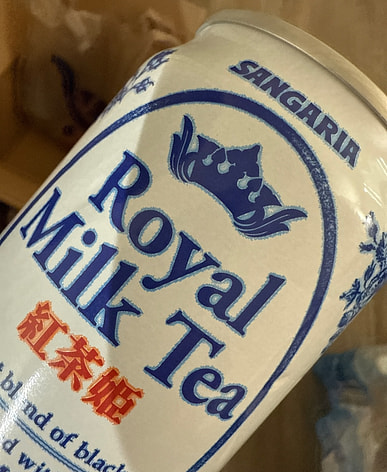 SANGARIA
Royal
Milk Tea
紅茶姫
blend of black